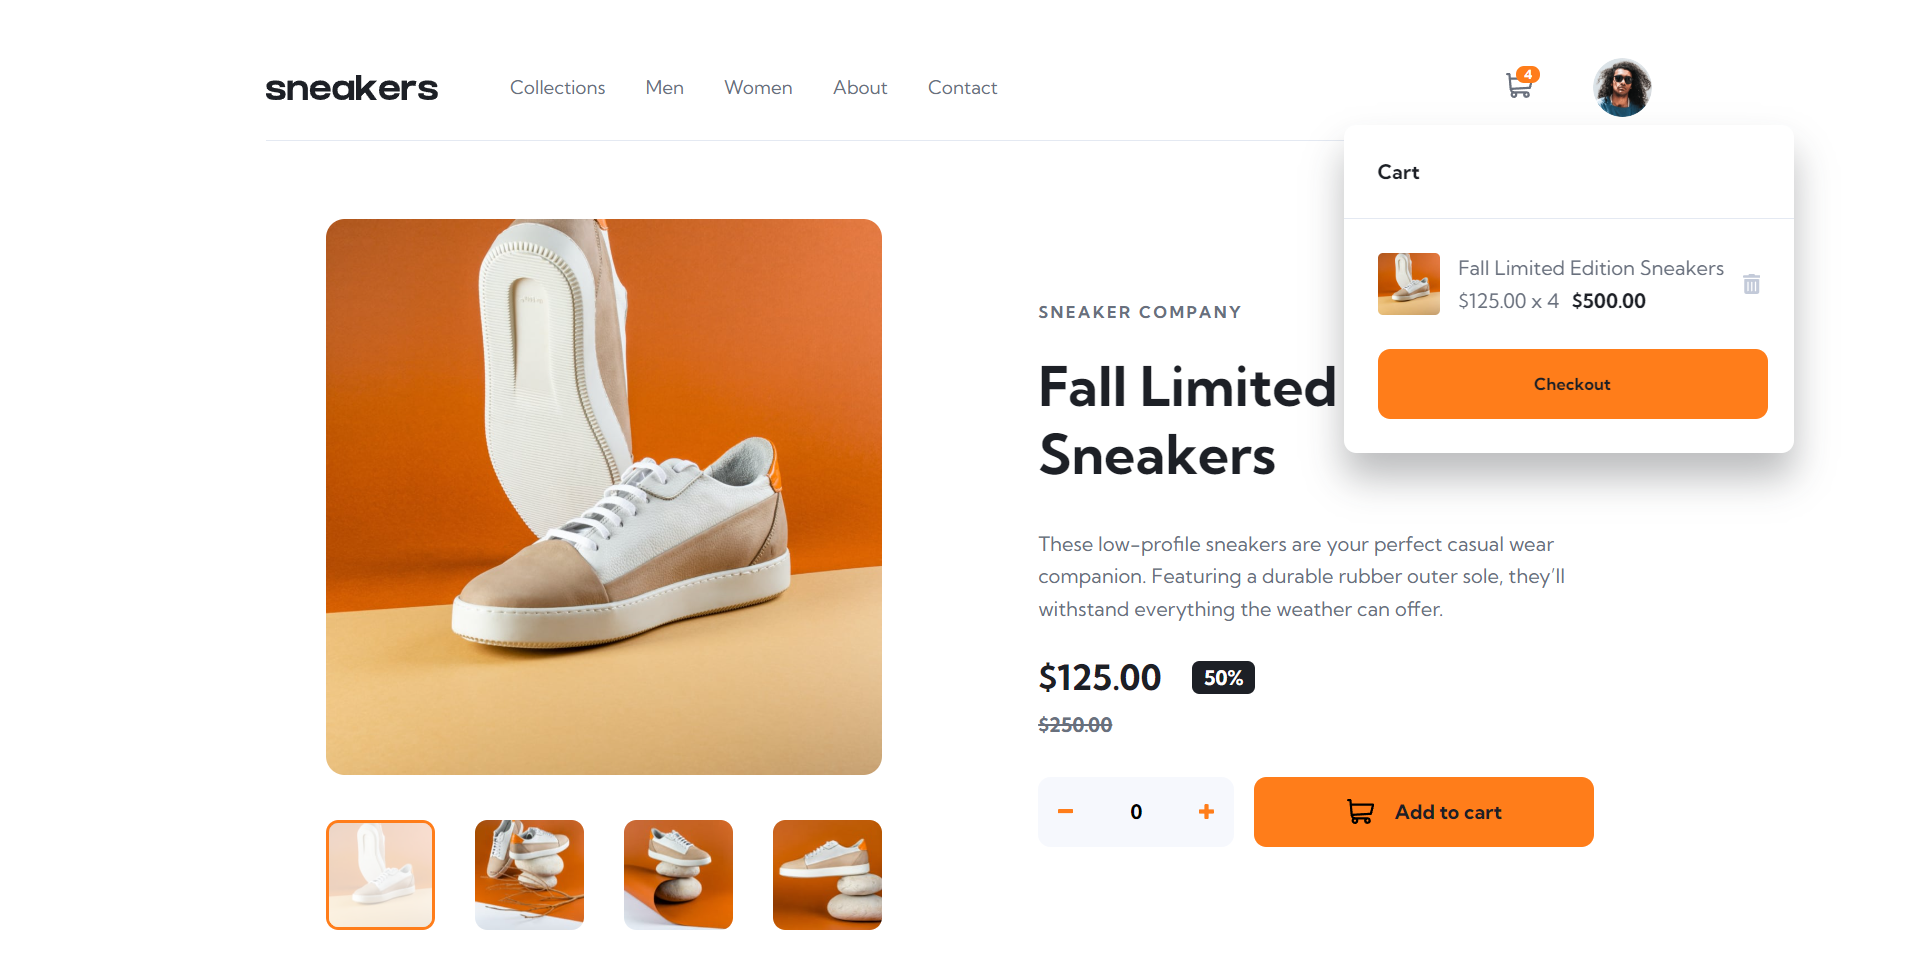 sneakers
Collections
Men
Women
About
Contact
4
Cart
Fall Limited Edition Sneakers
$125.00 x 4 $500.00
Checkout
SNEAKER COMPANY
Fall Limited
Sneakers
These low-profile sneakers are your perfect casual wear
companion. Featuring a durable rubber outer sole, they’ll
withstand everything the weather can offer.
$125.00
50%
$250.00
0
Add to cart